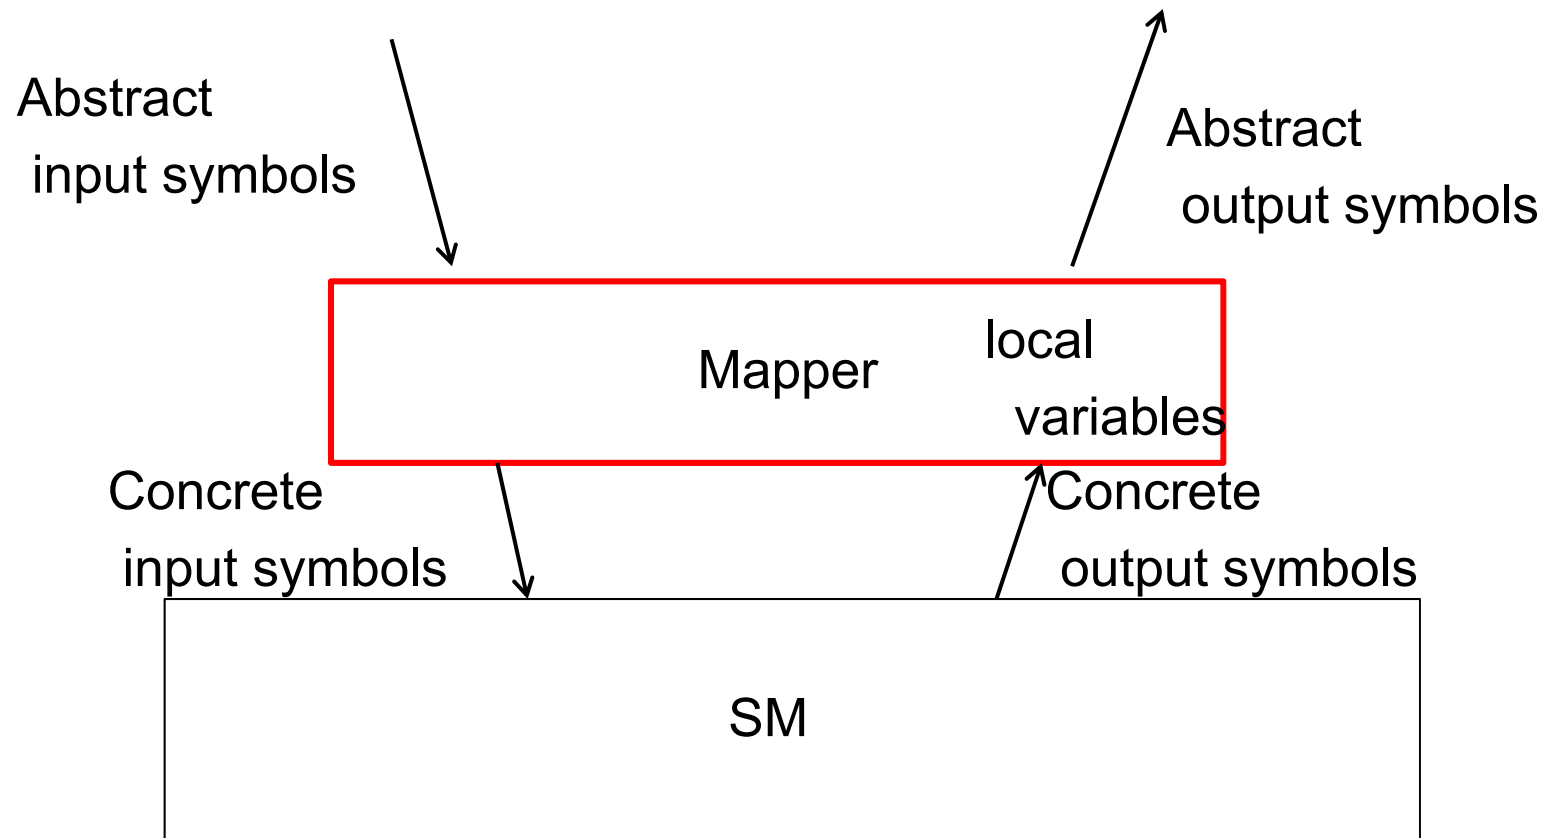 Abstract
input symbols
Abstract
output symbols
Mapper
local
variables
Concrete
input symbols
Concrete
output symbols
SM